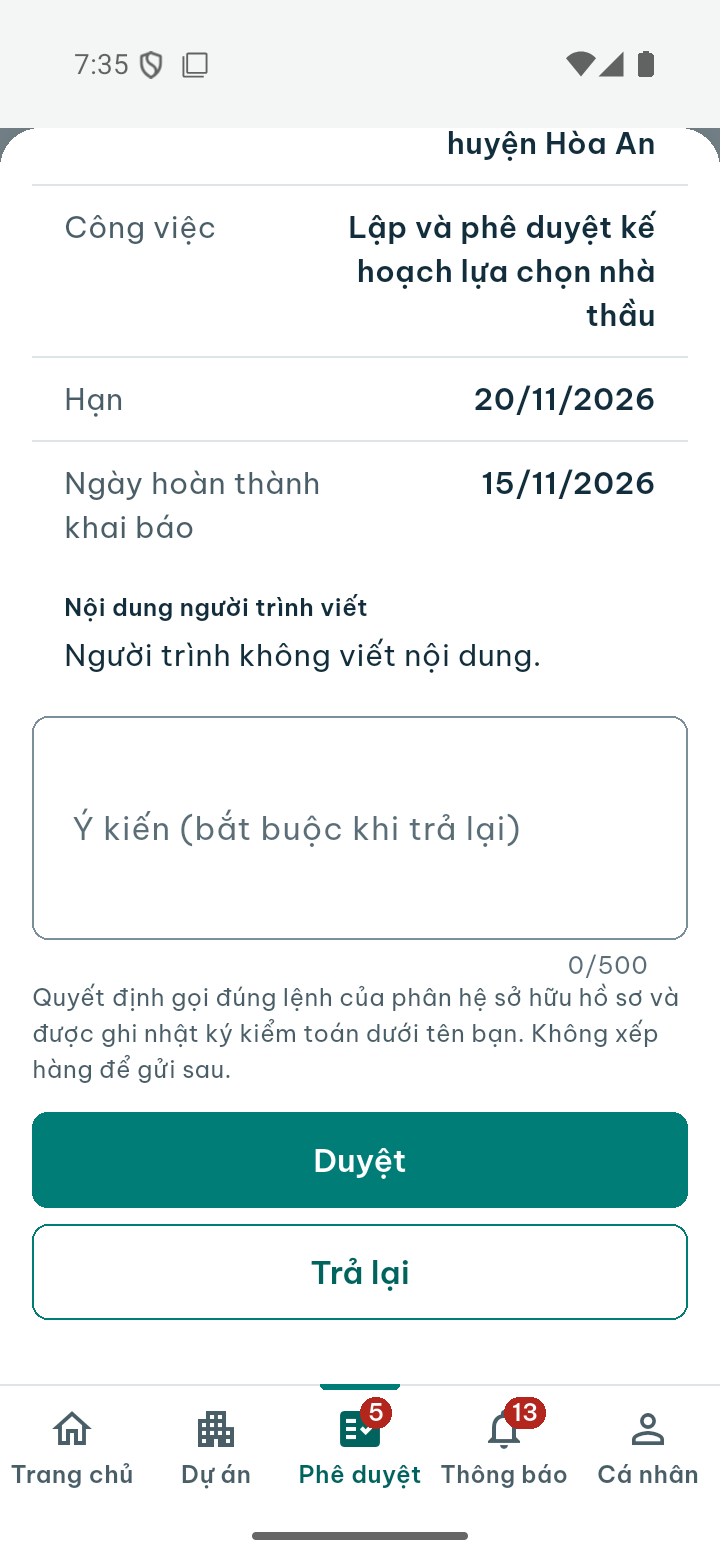 7:35
huyện Hòa An
Công việc
Lập và phê duyệt kế
hoạch lựa chọn nhà
thầu
Hạn
20/11/2026
Ngày hoàn thành
khai báo
15/11/2026
Nội dung người trình viết
Người trình không viết nội dung.
Ý kiến (bắt buộc khi trả lại)
0/500
Quyết định gọi đúng lệnh của phân hệ sở hữu hồ sơ và
được ghi nhật ký kiểm toán dưới tên bạn. Không xếp
hàng để gửi sau.
Duyệt
Trả lại
5
13
Trang chủ
Dự án
Phê duyệt
Thông báo
Cá nhân